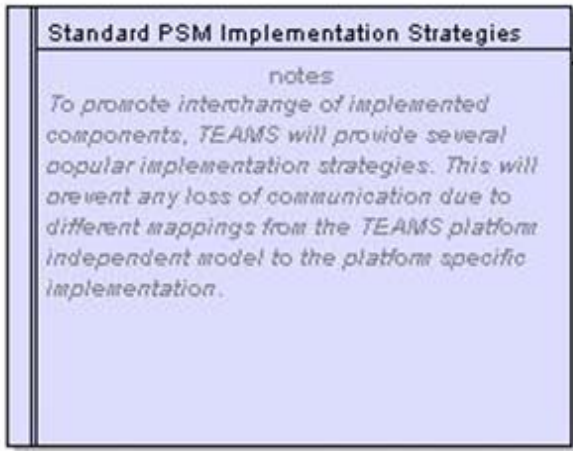 Standard PSM Implementation Strategies
notes
To promote interchange of implemented
components, TEAMS will provide several
popular implementation strategies. This will
prevent any loss of communication due to
different mappings from the TEAMS platform
independent model to the platform specific
implementation.